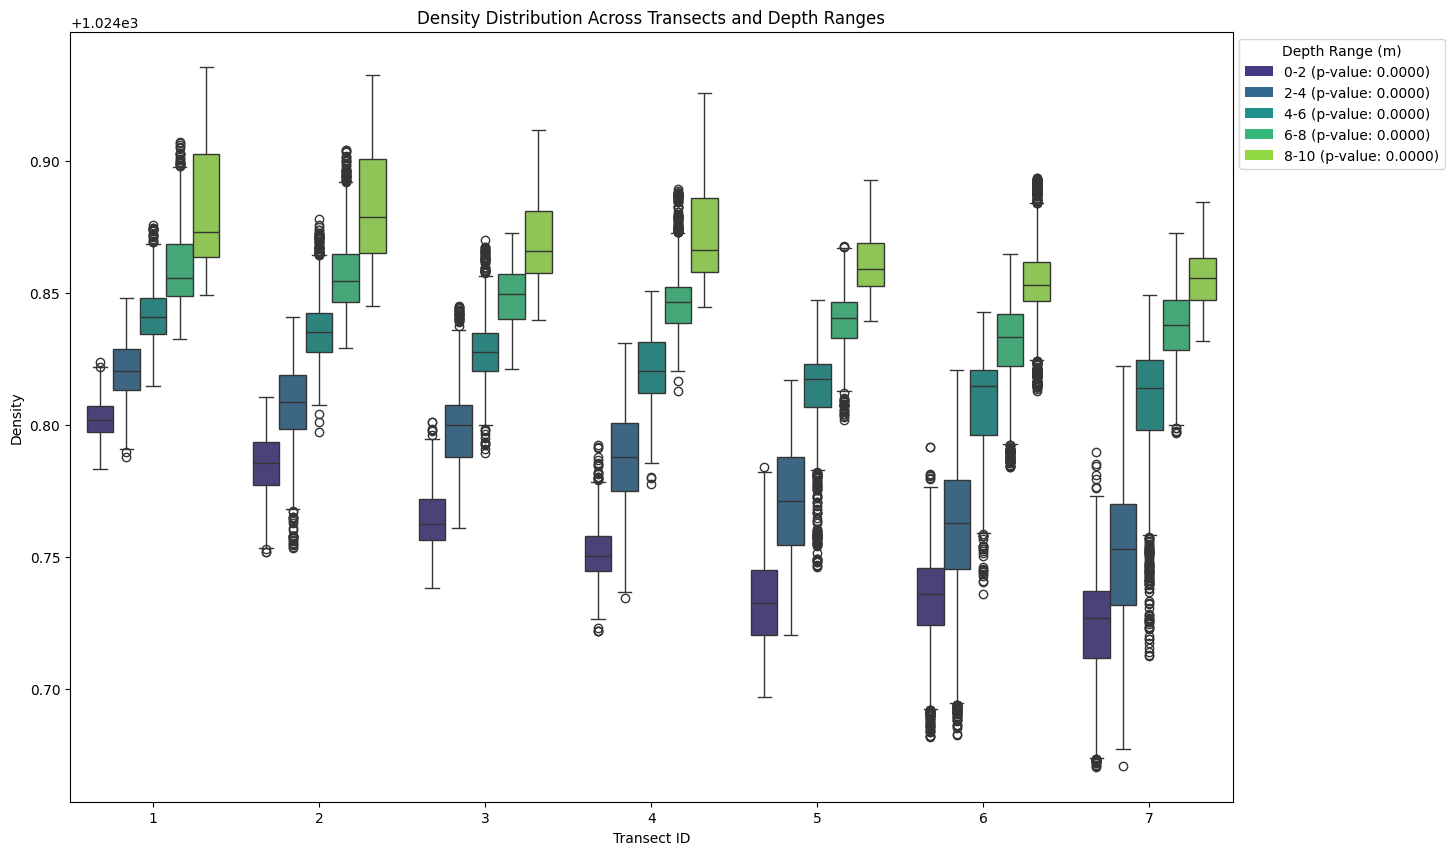 Density Distribution Across Transects and Depth Ranges
+1.024e3
Density
0.90
0.85
0.80
0.75
0.70
1 2 3 4 5 6 7
Transect ID
Depth Range (m)
0-2 (p-value: 0.0000)
2-4 (p-value: 0.0000)
4-6 (p-value: 0.0000)
6-8 (p-value: 0.0000)
8-10 (p-value: 0.0000)